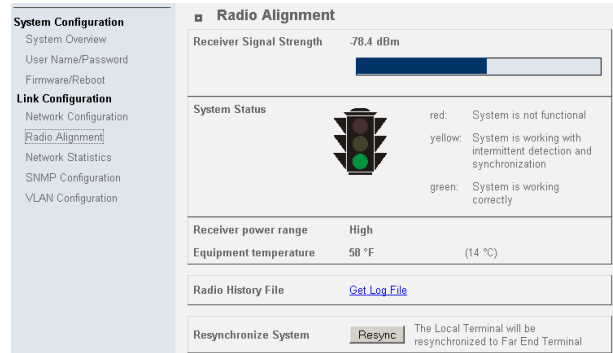 System Configuration
System Overview
User Name/Password
Firmware/Reboot
Link Configuration
Network Configuration
Radio Alignment
Network Statistics
SNMP Configuration
VLAN Configuration
Radio Alignment
Receiver Signal Strength -78.4 dBm
System Status
red: System is not functional
yellow: System is working with
intermittent detection and
synchronization
green: System is working
correctly
Receiver power range High
Equipment temperature 58 °F (14 °C)
Radio History File Get Log File
Resynchronize System Resync The Local Terminal will be
resynchronized to Far End Terminal